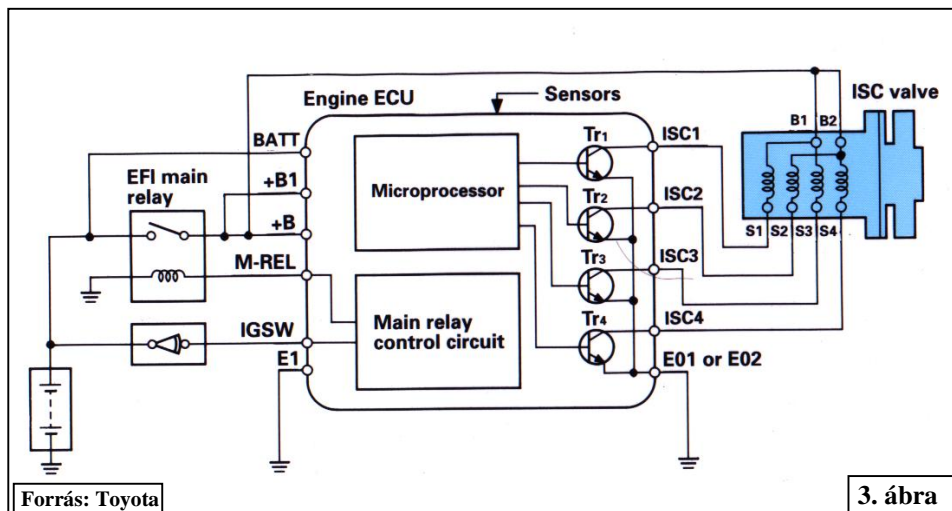 Sensors
ISC valve
Engine ECU
B1 B2
BATT
Tr1
ISC1
EFI main
relay
+B1
Microprocessor
Tr2
ISC2
S1 S2 S3 S4
+B
Tr3
ISC3
M-REL
Main relay
control circuit
Tr4
ISC4
IGSW
E1
E01 or E02
Forrás: Toyota
3. ábra